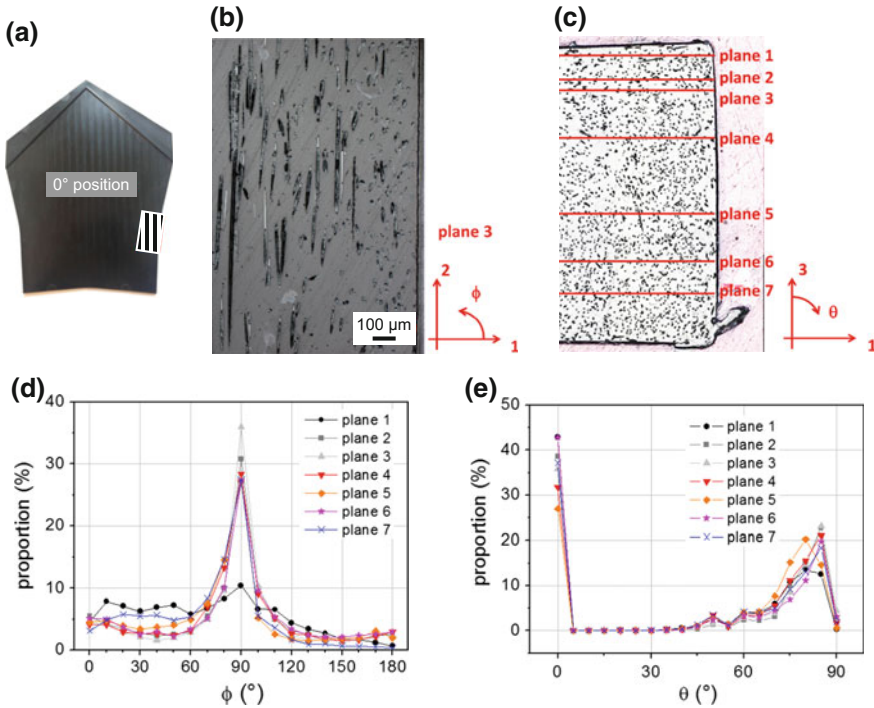 (a)
0° position
(b)
100 µm
plane 3
2
ϕ
1
(c)
plane 1
plane 2
plane 3
plane 4
plane 5
plane 6
plane 7
3
θ
1
(d)
40
30
20
10
0
proportion (%)
plane 1
plane 2
plane 3
plane 4
plane 5
plane 6
plane 7
0 30 60 90 120 150 180
ϕ (°)
(e)
50
40
30
20
10
0
proportion (%)
plane 1
plane 2
plane 3
plane 4
plane 5
plane 6
plane 7
0 30 60 90
θ (°)